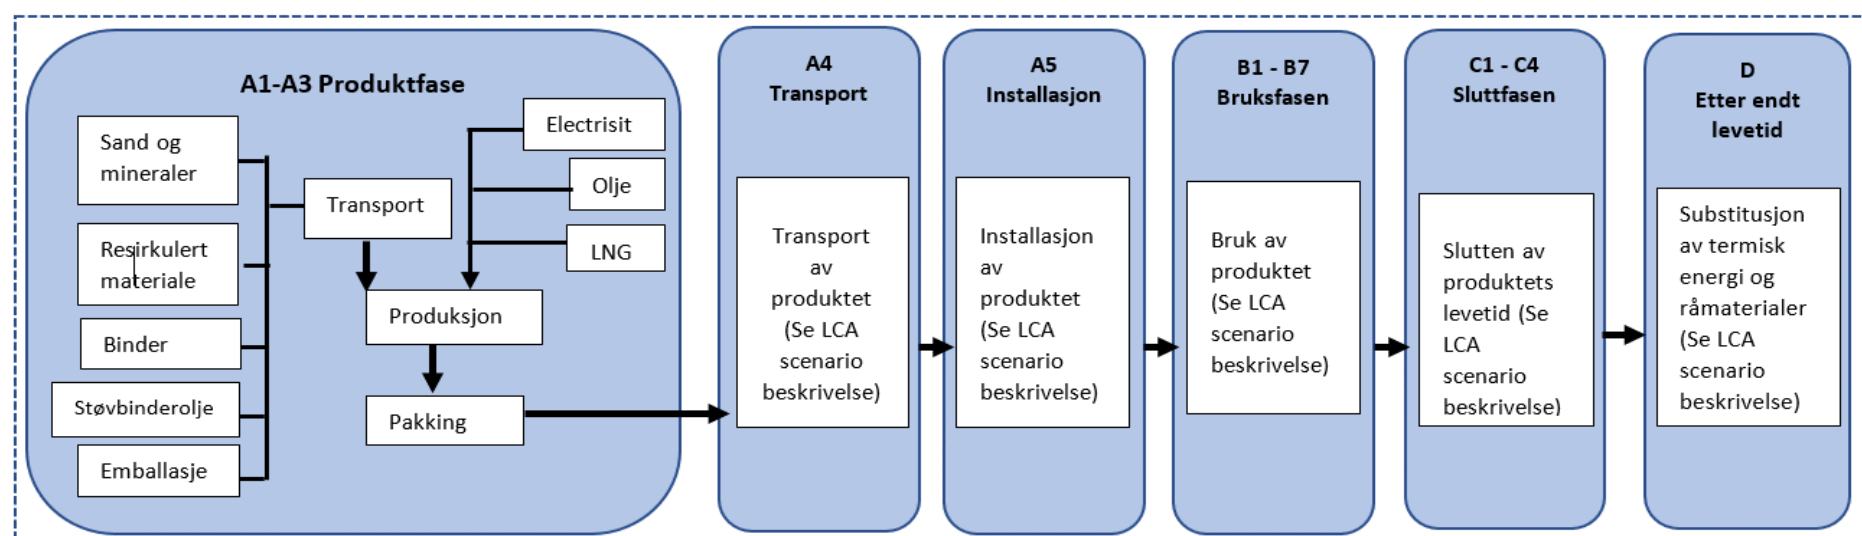 A1-A3 Produktfase
Sand og
mineraler
Resirkulert
materiale
Binder
Støvbinderolje
Emballasje
Transport
Electrisit
Olje
LNG
Produksjon
Pakking
A4
Transport
Transport
av
produktet
(Se LCA
scenario
beskrivelse)
A5
Installasjon
Installasjon
av
produktet
(Se LCA
scenario
beskrivelse)
B1 - B7
Bruksfasen
Bruk av
produktet
(Se LCA
scenario
beskrivelse)
C1 - C4
Sluttfasen
Slutten av
produktets
levetid (Se
LCA
scenario
beskrivelse)
D
Etter endt
levetid
Substitusjon
av termisk
energi og
råmaterialer
(Se LCA
scenario
beskrivelse)